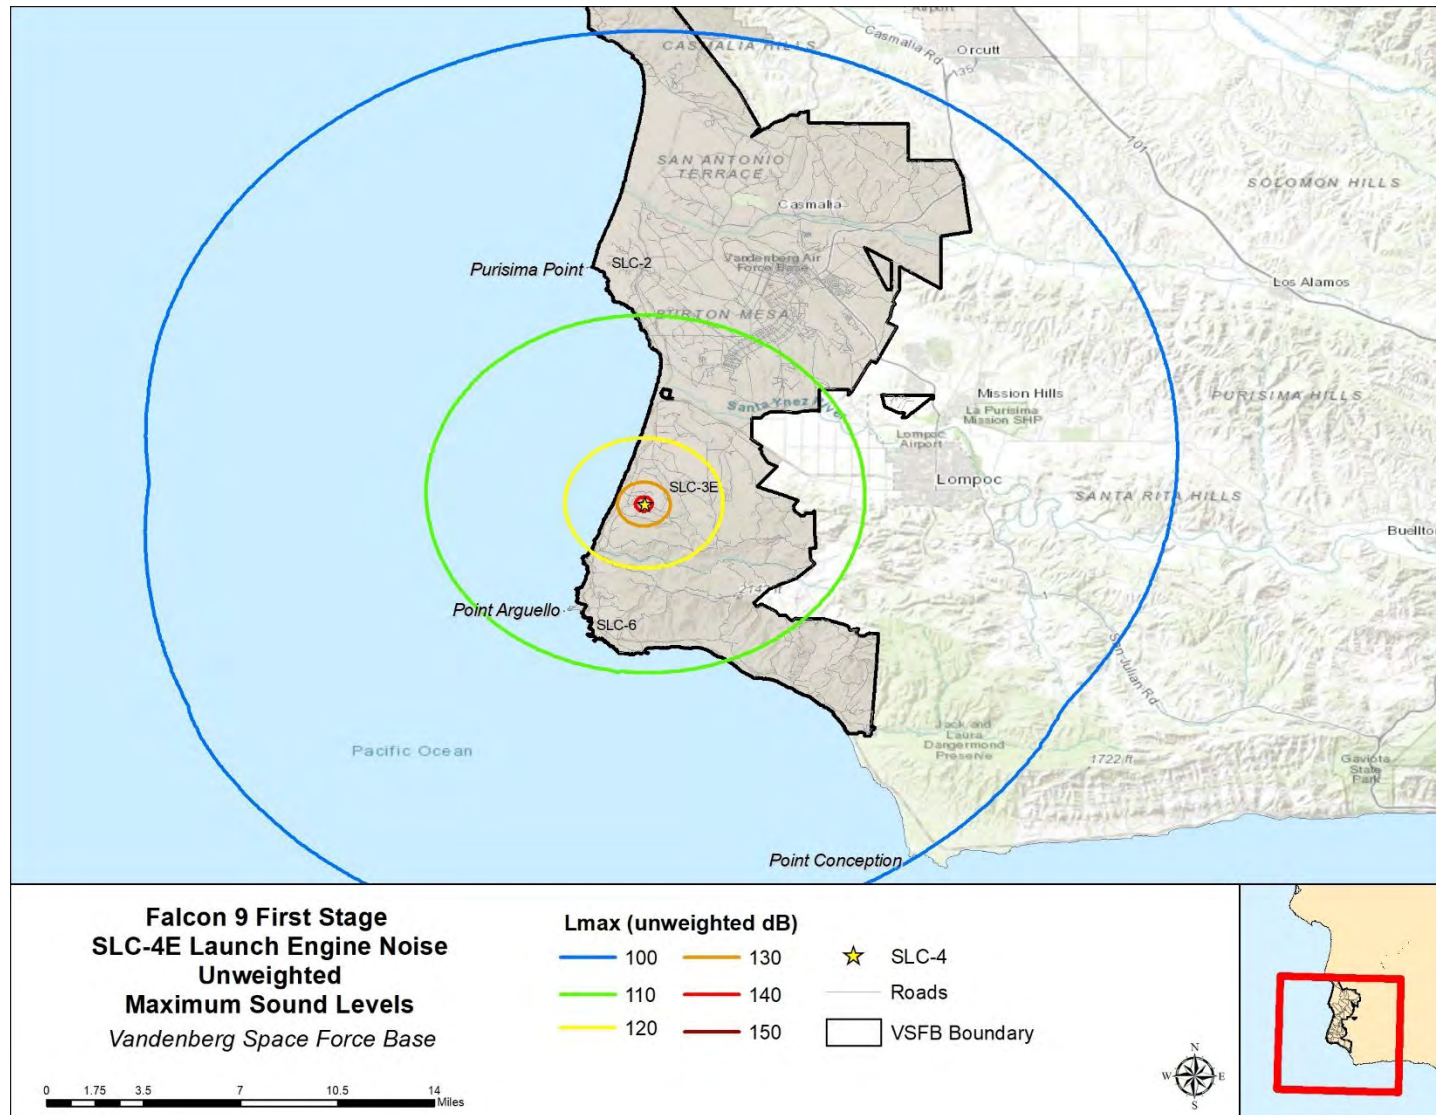 Airport
CASMALIA HILLS
Casmalia Rd
Orcutt
135
101
SAN ANTONIO
TERRACE
SOLOMON HILLS
Casmalia
Purisima Point
SLC-2
Vandenberg Air
Force Base
Los Alamos
BURTON MESA
Mission Hills
PURISIMA HILLS
Santa Ynez River
La Purisima
Mission SHP
Lompoc
Airport
SLC-3E
Lompoc
SANTA RITA HILLS
Buellton
2142 ft
1
Point Arguello
SLC-6
San Julian Rd
Pacific Ocean
Jack and
Laura
Dangermond
Preserve
1722 ft
Gaviota
State
Park
Point Conception
Falcon 9 First Stage
SLC-4E Launch Engine Noise
Unweighted
Maximum Sound Levels
Vandenberg Space Force Base
0 1.75 3.5 7 10.5 14
Miles
Lmax (unweighted dB)
100 130
110 140
120 150
SLC-4
Roads
VSFB Boundary
N
W E
S